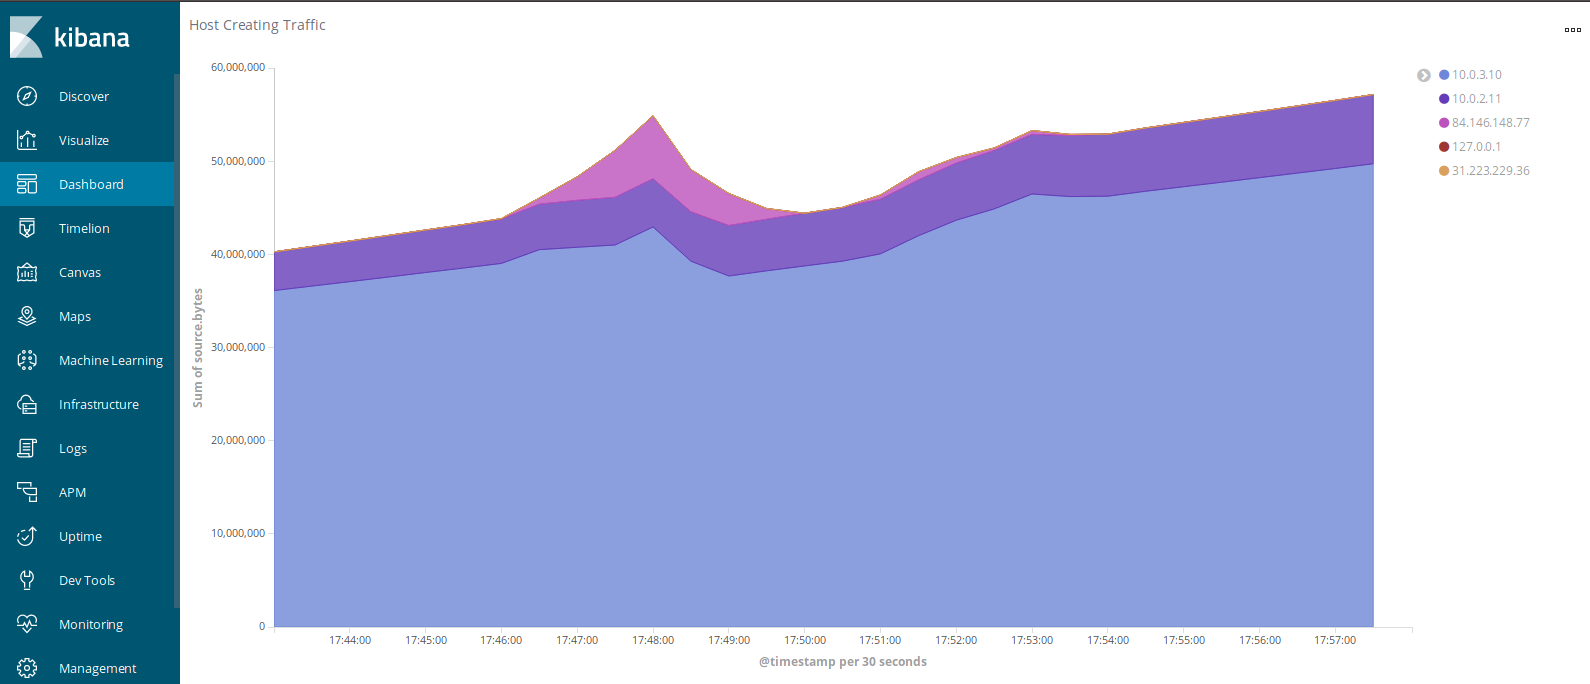 kibana
Discover
Visualize
Dashboard
Timelion
Canvas
Maps
Machine Learning
Infrastructure
Logs
APM
Uptime
Dev Tools
Monitoring
Management
Host Creating Traffic
60,000,000
50,000,000
40,000,000
30,000,000
20,000,000
10,000,000
0
Sum of source.bytes
17:44:00 17:45:00 17:46:00 17:47:00 17:48:00 17:49:00 17:50:00 17:51:00 17:52:00 17:53:00 17:54:00 17:55:00 17:56:00 17:57:00
@timestamp per 30 seconds
10.0.3.10
10.0.2.11
84.146.148.77
127.0.0.1
31.223.229.36